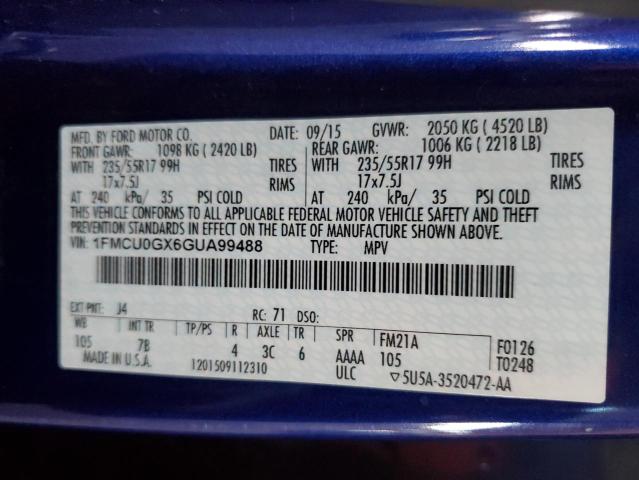 MFD. BY FORD MOTOR CO. DATE: 09/15 GVWR: 2050 KG ( 4520 LB)
FRONT GAWR: 1098 KG ( 2420 LB) REAR GAWR: 1006 KG ( 2218 LB)
WITH 235/55R17 99H TIRES WITH 235/55R17 99H TIRES
17x7.5J RIMS 17x7.5J RIMS
AT 240 kPa/ 35 PSI COLD AT 240 kPa/ 35 PSI COLD
THIS VEHICLE CONFORMS TO ALL APPLICABLE FEDERAL MOTOR VEHICLE SAFETY AND THEFT
PREVENTION STANDARDS IN EFFECT ON THE DATE OF MANUFACTURE SHOWN ABOVE.
VIN: 1FMCU0GX6GUA99488 TYPE: MPV
EXT PNT: J4 RC: 71 DSO:
WB INT TR TP/PS R AXLE TR SPR FM21A F0126
105 7B 4 3C 6 AAAA 105 T0248
MADE IN U.S.A. 1201509112310 ULC ▽5U5A-3520472-AA